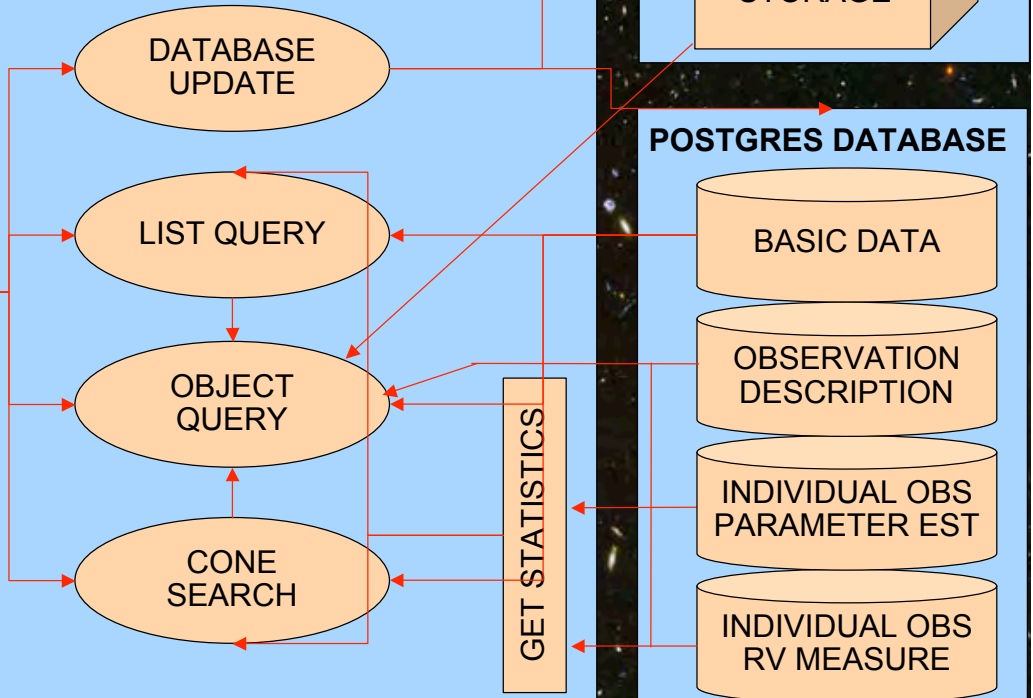 STORAGE
DATABASE
UPDATE
POSTGRES DATABASE
LIST QUERY
BASIC DATA
OBJECT
QUERY
OBSERVATION
DESCRIPTION
GET STATISTICS
INDIVIDUAL OBS
PARAMETER EST
CONE
SEARCH
INDIVIDUAL OBS
RV MEASURE